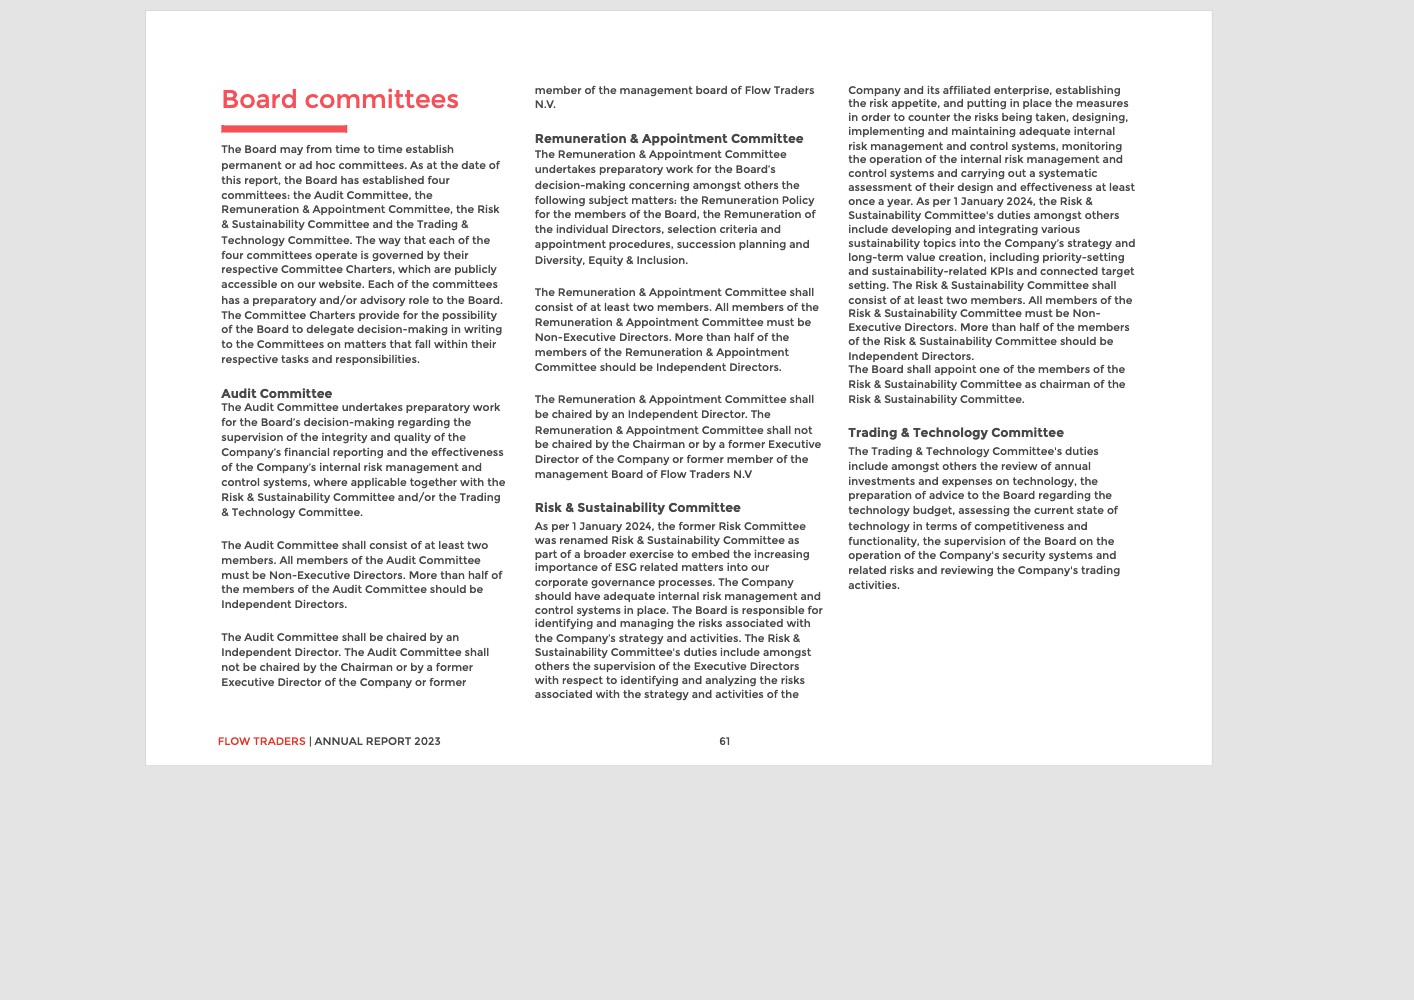 Board committees
The Board may from time to time establish
permanent or ad hoc committees. As at the date of
this report, the Board has established four
committees: the Audit Committee, the
Remuneration & Appointment Committee, the Risk
& Sustainability Committee and the Trading &
Technology Committee. The way that each of the
four committees operate is governed by their
respective Committee Charters, which are publicly
accessible on our website. Each of the committees
has a preparatory and/or advisory role to the Board.
The Committee Charters provide for the possibility
of the Board to delegate decision-making in writing
to the Committees on matters that fall within their
respective tasks and responsibilities.
Audit Committee
The Audit Committee undertakes preparatory work
for the Board's decision-making regarding the
supervision of the integrity and quality of the
Company's financial reporting and the effectiveness
of the Company's internal risk management and
control systems, where applicable together with the
Risk & Sustainability Committee and/or the Trading
& Technology Committee.
The Audit Committee shall consist of at least two
members. All members of the Audit Committee
must be Non-Executive Directors. More than half of
the members of the Audit Committee should be
Independent Directors.
The Audit Committee shall be chaired by an
Independent Director. The Audit Committee shall
not be chaired by the Chairman or by a former
Executive Director of the Company or former
member of the management board of Flow Traders
N.V.
Remuneration & Appointment Committee
The Remuneration & Appointment Committee
undertakes preparatory work for the Board's
decision-making concerning amongst others the
following subject matters: the Remuneration Policy
for the members of the Board, the Remuneration of
the individual Directors, selection criteria and
appointment procedures, succession planning and
Diversity, Equity & Inclusion.
The Remuneration & Appointment Committee shall
consist of at least two members. All members of the
Remuneration & Appointment Committee must be
Non-Executive Directors. More than half of the
members of the Remuneration & Appointment
Committee should be Independent Directors.
The Remuneration & Appointment Committee shall
be chaired by an Independent Director. The
Remuneration & Appointment Committee shall not
be chaired by the Chairman or by a former Executive
Director of the Company or former member of the
management Board of Flow Traders N.V
Risk & Sustainability Committee
As per 1 January 2024, the former Risk Committee
was renamed Risk & Sustainability Committee as
part of a broader exercise to embed the increasing
importance of ESG related matters into our
corporate governance processes. The Company
should have adequate internal risk management and
control systems in place. The Board is responsible for
identifying and managing the risks associated with
the Company's strategy and activities. The Risk &
Sustainability Committee's duties include amongst
others the supervision of the Executive Directors
with respect to identifying and analyzing the risks
associated with the strategy and activities of the
Company and its affiliated enterprise, establishing
the risk appetite, and putting in place the measures
in order to counter the risks being taken, designing,
implementing and maintaining adequate internal
risk management and control systems, monitoring
the operation of the internal risk management and
control systems and carrying out a systematic
assessment of their design and effectiveness at least
once a year. As per 1 January 2024, the Risk &
Sustainability Committee's duties amongst others
include developing and integrating various
sustainability topics into the Company's strategy and
long-term value creation, including priority-setting
and sustainability-related KPIs and connected target
setting. The Risk & Sustainability Committee shall
consist of at least two members. All members of the
Risk & Sustainability Committee must be Non-
Executive Directors. More than half of the members
of the Risk & Sustainability Committee should be
Independent Directors.
The Board shall appoint one of the members of the
Risk & Sustainability Committee as chairman of the
Risk & Sustainability Committee.
Trading & Technology Committee
The Trading & Technology Committee's duties
include amongst others the review of annual
investments and expenses on technology, the
preparation of advice to the Board regarding the
technology budget, assessing the current state of
technology in terms of competitiveness and
functionality, the supervision of the Board on the
operation of the Company's security systems and
related risks and reviewing the Company's trading
activities.
FLOW TRADERS | ANNUAL REPORT 2023
61